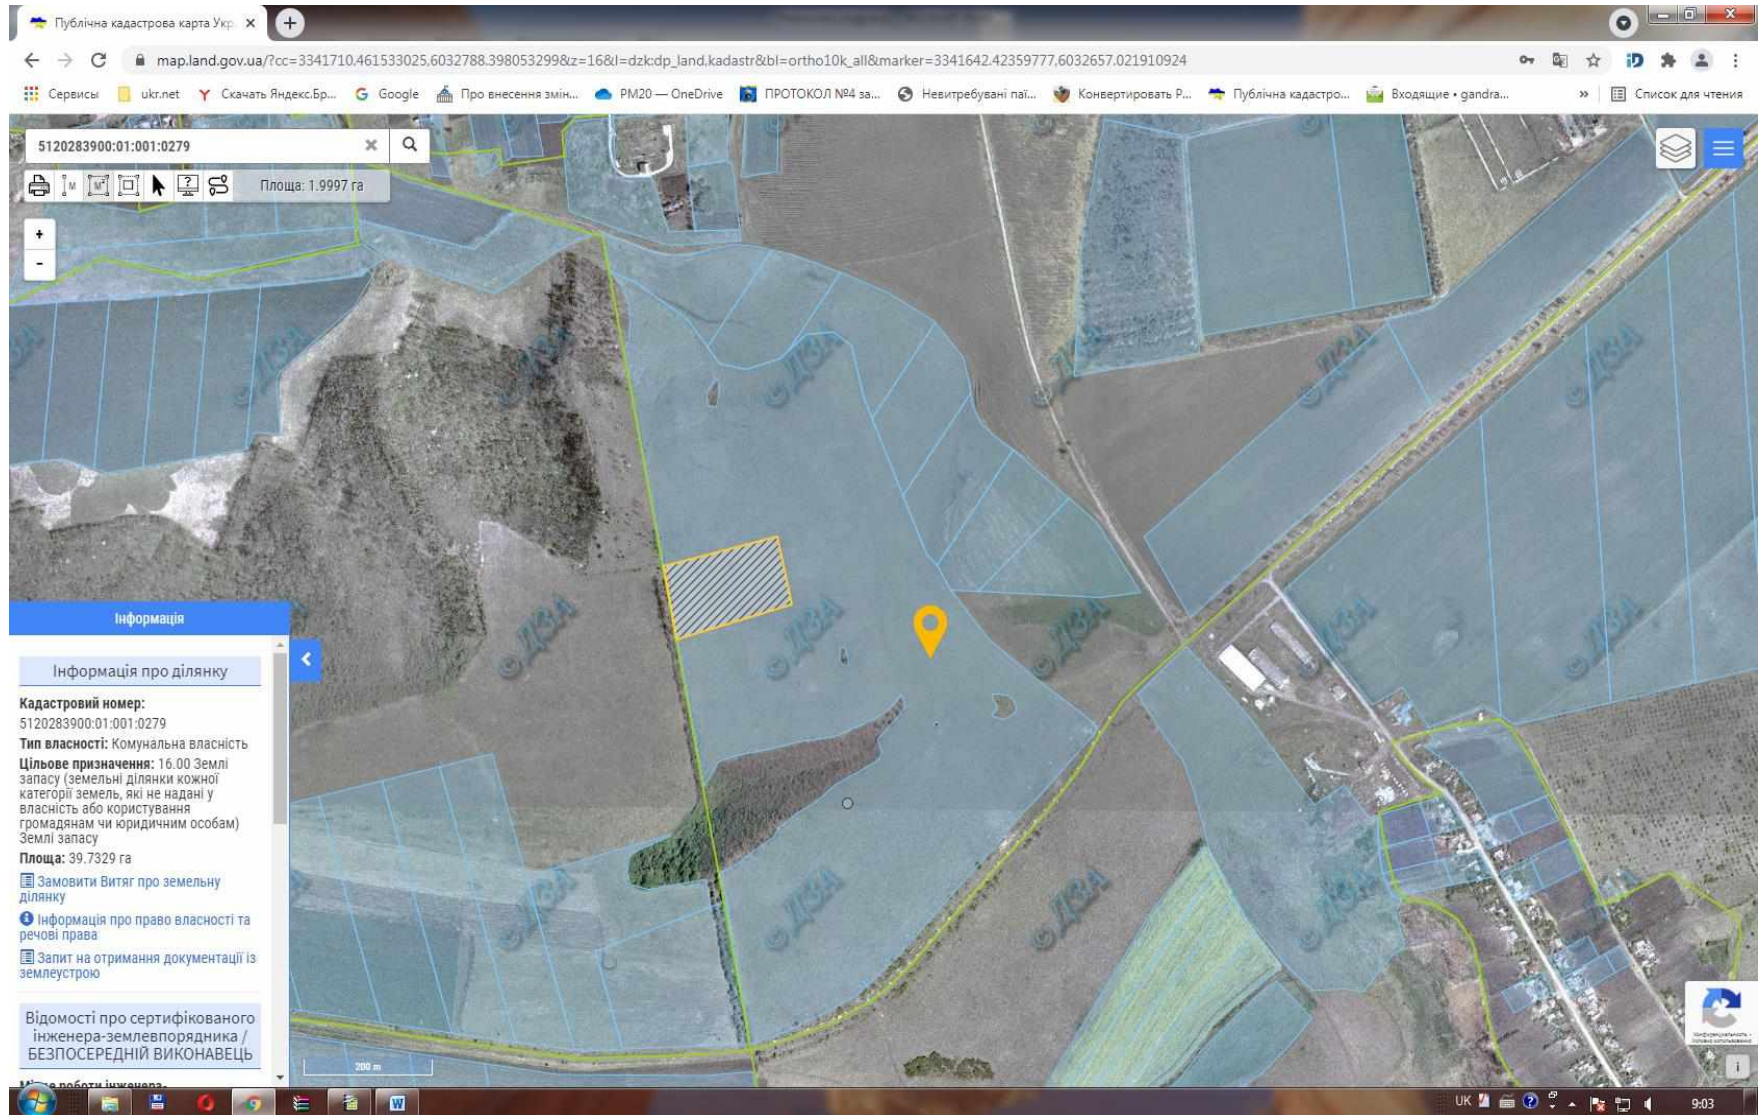 Публічна кадастрова карта Укр
map.land.gov.ua/?cc=3341710.461533025,6032788.398053299&z=16&l=dzk:dp_land,kadastr&bl=ortho10k_all&marker=3341642.42359777,6032657.021910924
Сервисы ukr.net Скачать Яндекс.Бр... Google Про внесення змін... PM20 — OneDrive ПРОТОКОЛ №4 за... Невитребувані паї... Конвертировать P... Публічна кадастро... Входящие • gandra... » Список для чтения
5120283900:01:001:0279
Площа: 1.9997 га
+
-
© ДЗА
Інформація
Інформація про ділянку
Кадастровий номер:
5120283900:01:001:0279
Тип власності: Комунальна власність
Цільове призначення: 16.00 Землі
запасу (земельні ділянки кожної
категорії земель, які не надані у
власність або користування
громадянам чи юридичним особам)
Землі запасу
Площа: 39.7329 га
Замовити Витяг про земельну
ділянку
Інформація про право власності та
речові права
Запит на отримання документації із
землеустрою
Відомості про сертифікованого
інженера-землевпорядника /
БЕЗПОСЕРЕДНІЙ ВИКОНАВЕЦЬ
Місце роботи інженера-
200 m
UK
9:03